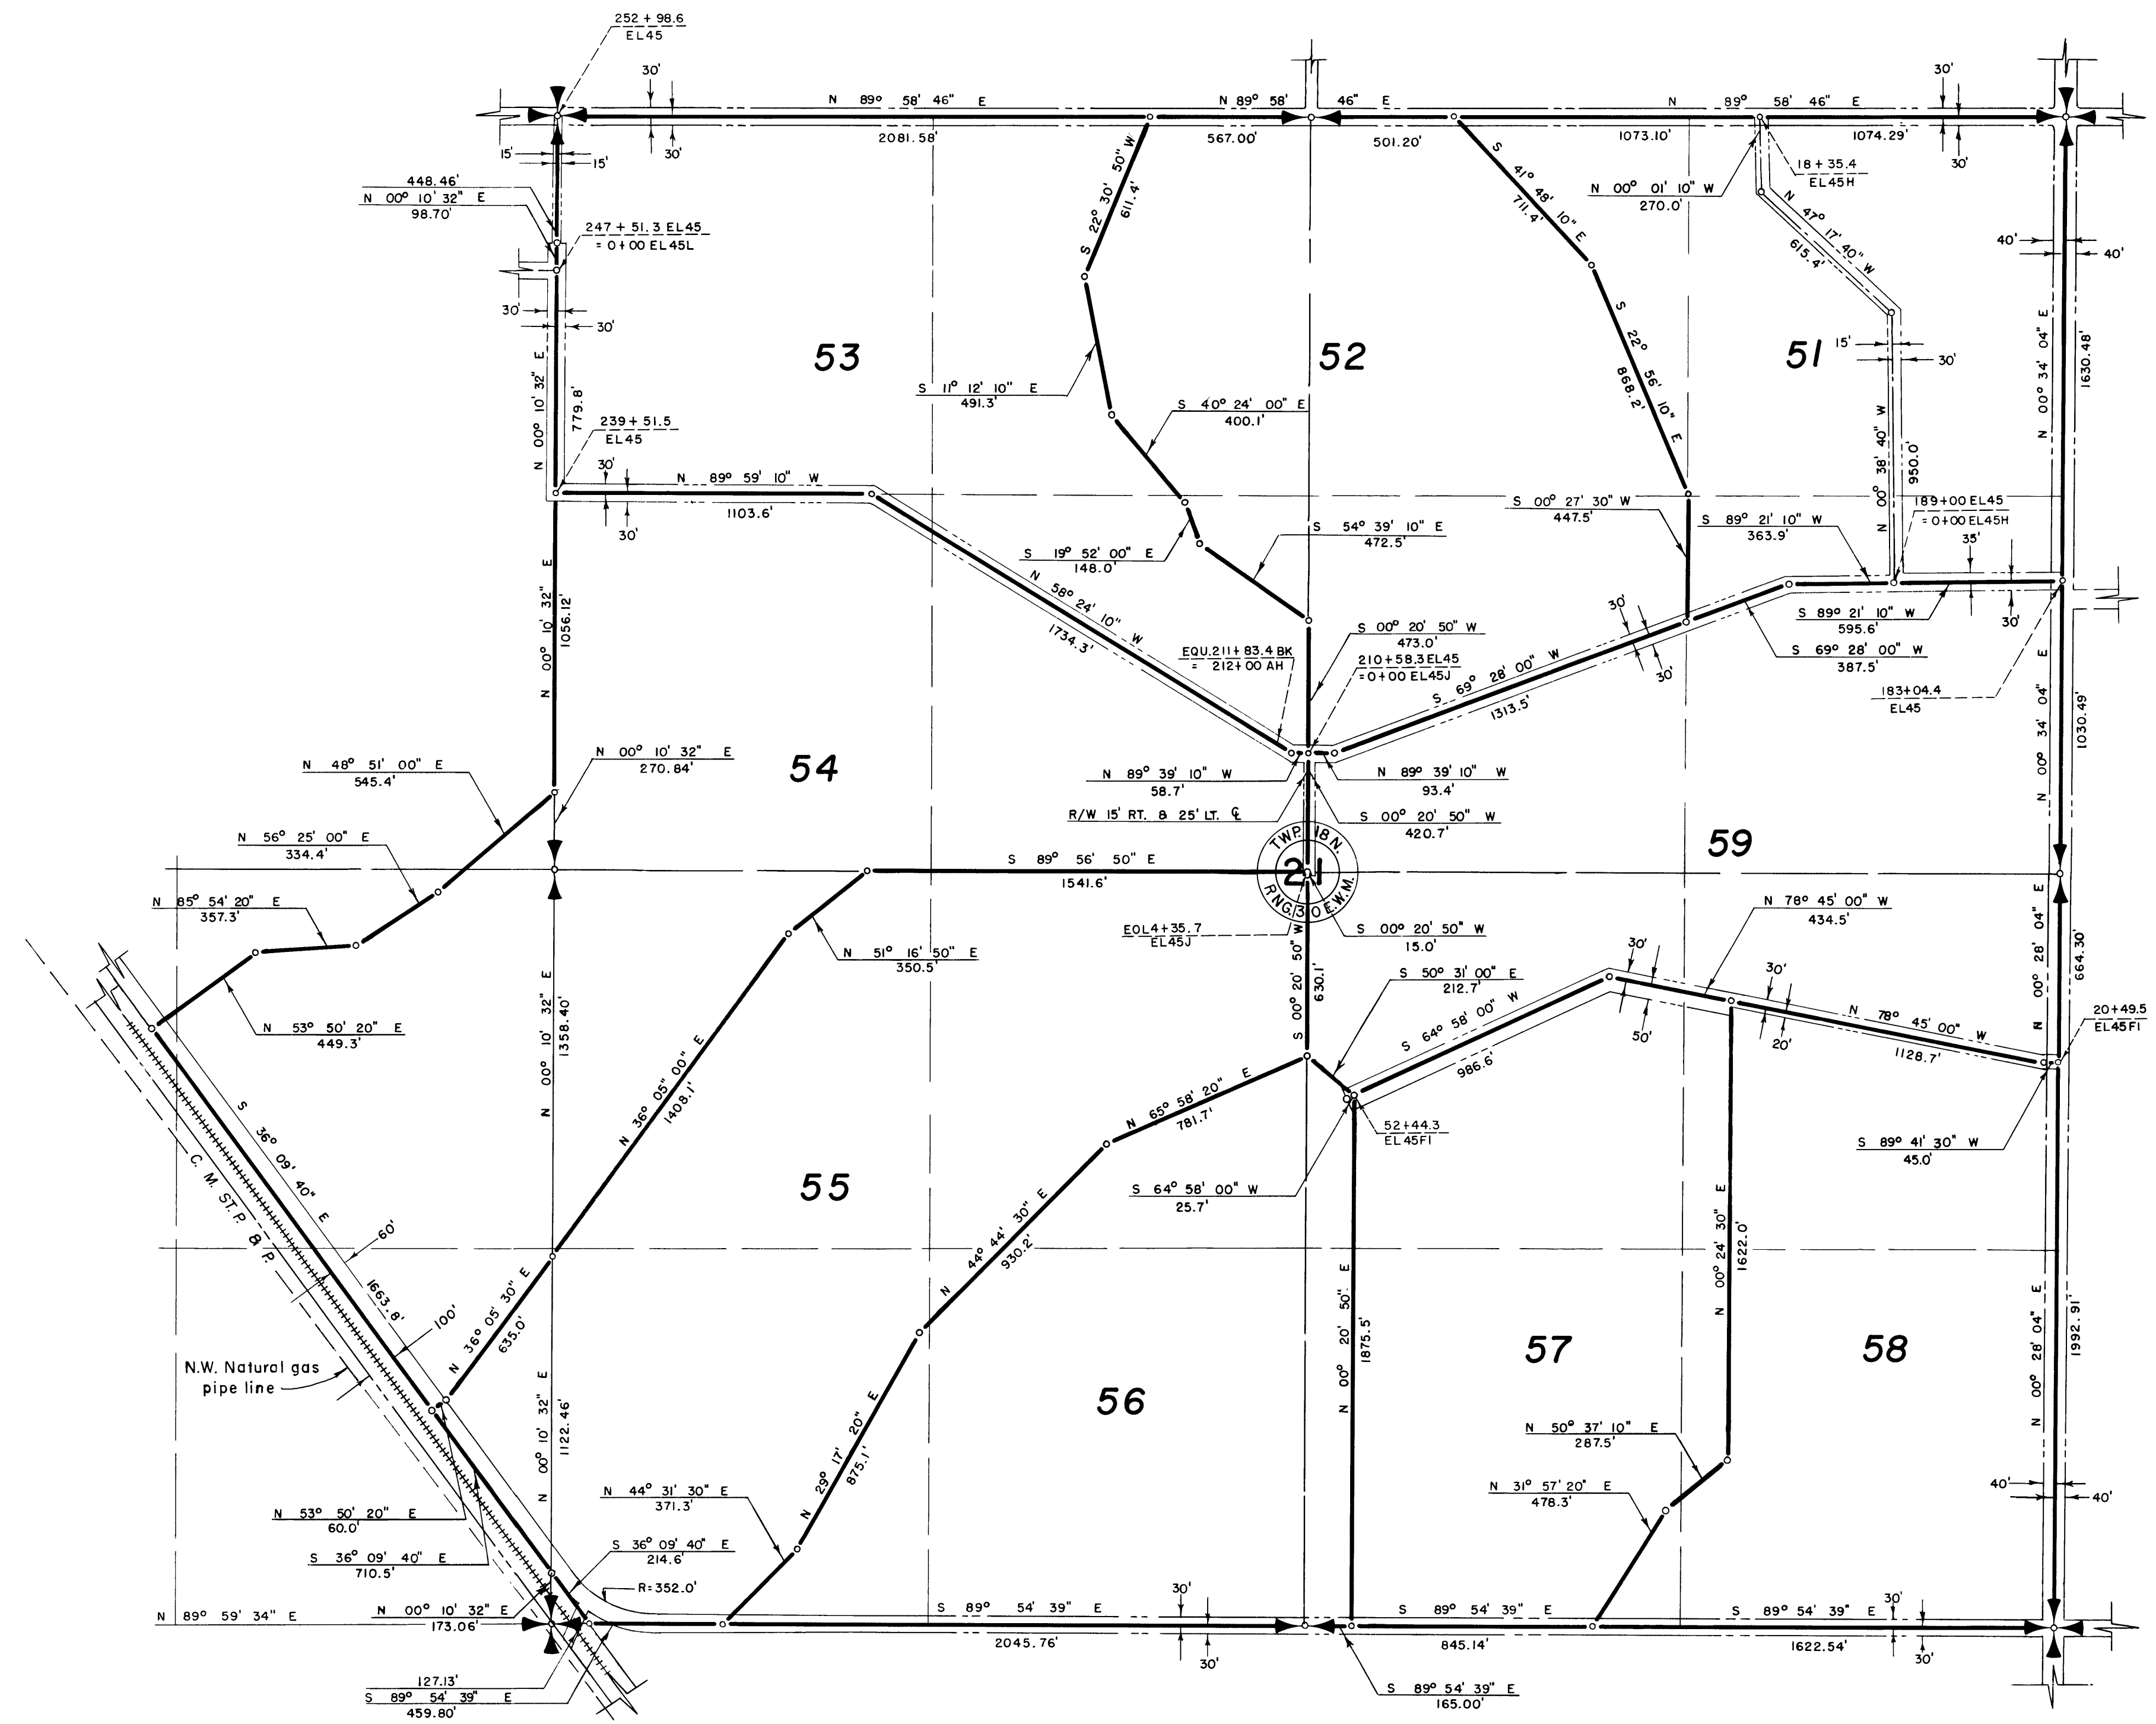 252 + 98.6
EL45
30'
30'
N 89° 58' 46" E
N 89° 58' 46" E
N 89° 58' 46" E
2081.58'
567.00'
501.20'
1073.10'
1074.29'
30'
30'
15'
15'
448.46'
N 00° 10' 32" E
98.70'
247 + 51.3 EL45
= 0+00 EL45L
S 22° 30' 50" W
611.4'
S 41° 48' 10" E
711.4'
N 00° 01' 10" W
270.0'
18 + 35.4
EL45H
N 47° 17' 40" W
615.4'
40'
40'
30'
30'
N 00° 10' 32" E
779.8'
53
52
51
S 11° 12' 10" E
491.3'
S 40° 24' 00" E
400.1'
S 22° 56' 10" E
868.2'
15'
30'
N 00° 38' 40" W
950.0'
N 00° 34' 04" E
1630.48'
239 + 51.5
EL45
30'
N 89° 59' 10" W
1103.6'
30'
S 19° 52' 00" E
148.0'
S 54° 39' 10" E
472.5'
S 00° 27' 30" W
447.5'
S 89° 21' 10" W
363.9'
189+00 EL45
= 0+00 EL45H
35'
N 58° 24' 10" W
1734.3'
N 00° 10' 32" E
1056.12'
S 00° 20' 50" W
473.0'
EQU. 211 + 83.4 BK
= 212+00 AH
210+58.3 EL45
= 0+00 EL45J
30'
30'
S 69° 28' 00" W
1313.5'
S 89° 21' 10" W
595.6'
30'
S 69° 28' 00" W
387.5'
183+04.4
EL45
N 00° 34' 04" E
1030.49'
N 48° 51' 00" E
545.4'
N 00° 10' 32" E
270.84'
54
N 89° 39' 10" W
58.7'
N 89° 39' 10" W
93.4'
R/W 15' RT. & 25' LT. ℄
S 00° 20' 50" W
420.7'
59
N 56° 25' 00" E
334.4'
S 89° 56' 50" E
1541.6'
TWP. 18 N.
21
RNG. 30 E.W.M.
N 85° 54' 20" E
357.3'
N 78° 45' 00" W
434.5'
EOL 4+35.7
EL45J
S 00° 20' 50" W
15.0'
N 51° 16' 50" E
350.5'
S 00° 20' 50" W
630.1'
S 50° 31' 00" E
212.7'
30'
30'
N 00° 28' 04" E
664.30'
N 53° 50' 20" E
449.3'
N 00° 10' 32" E
1358.40'
N 36° 05' 00" E
1408.1'
S 64° 58' 00" W
986.6'
50'
20'
N 78° 45' 00" W
1128.7'
20+49.5
EL45F1
N 65° 58' 20" E
781.7'
52+44.3
EL45F1
S 89° 41' 30" W
45.0'
S 36° 09' 40" E
1663.8'
C. M. ST. P. & P.
60'
100'
55
S 64° 58' 00" W
25.7'
N 44° 44' 30" E
930.2'
N 36° 05' 30" E
635.0'
N.W. Natural gas
pipe line
N 00° 20' 50" E
1875.5'
N 00° 24' 30" E
1622.0'
N 00° 28' 04" E
1992.91'
57
58
56
N 00° 10' 32" E
1122.46'
N 29° 17' 20" E
875.1'
N 50° 37' 10" E
287.5'
N 44° 31' 30" E
371.3'
N 31° 57' 20" E
478.3'
40'
40'
N 53° 50' 20" E
60.0'
S 36° 09' 40" E
710.5'
S 36° 09' 40" E
214.6'
R=352.0'
N 89° 59' 34" E
N 00° 10' 32" E
173.06'
S 89° 54' 39" E
2045.76'
30'
30'
S 89° 54' 39" E
845.14'
S 89° 54' 39" E
1622.54'
30'
30'
127.13'
S 89° 54' 39" E
459.80'
S 89° 54' 39" E
165.00'